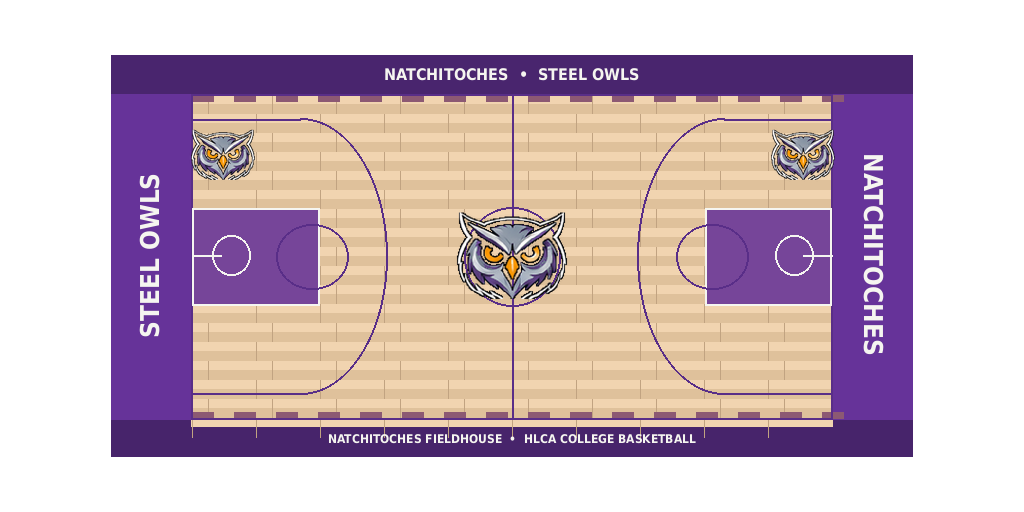 NATCHITOCHES • STEEL OWLS
STEEL OWLS
NATCHITOCHES
NATCHITOCHES FIELDHOUSE • HLCA COLLEGE BASKETBALL